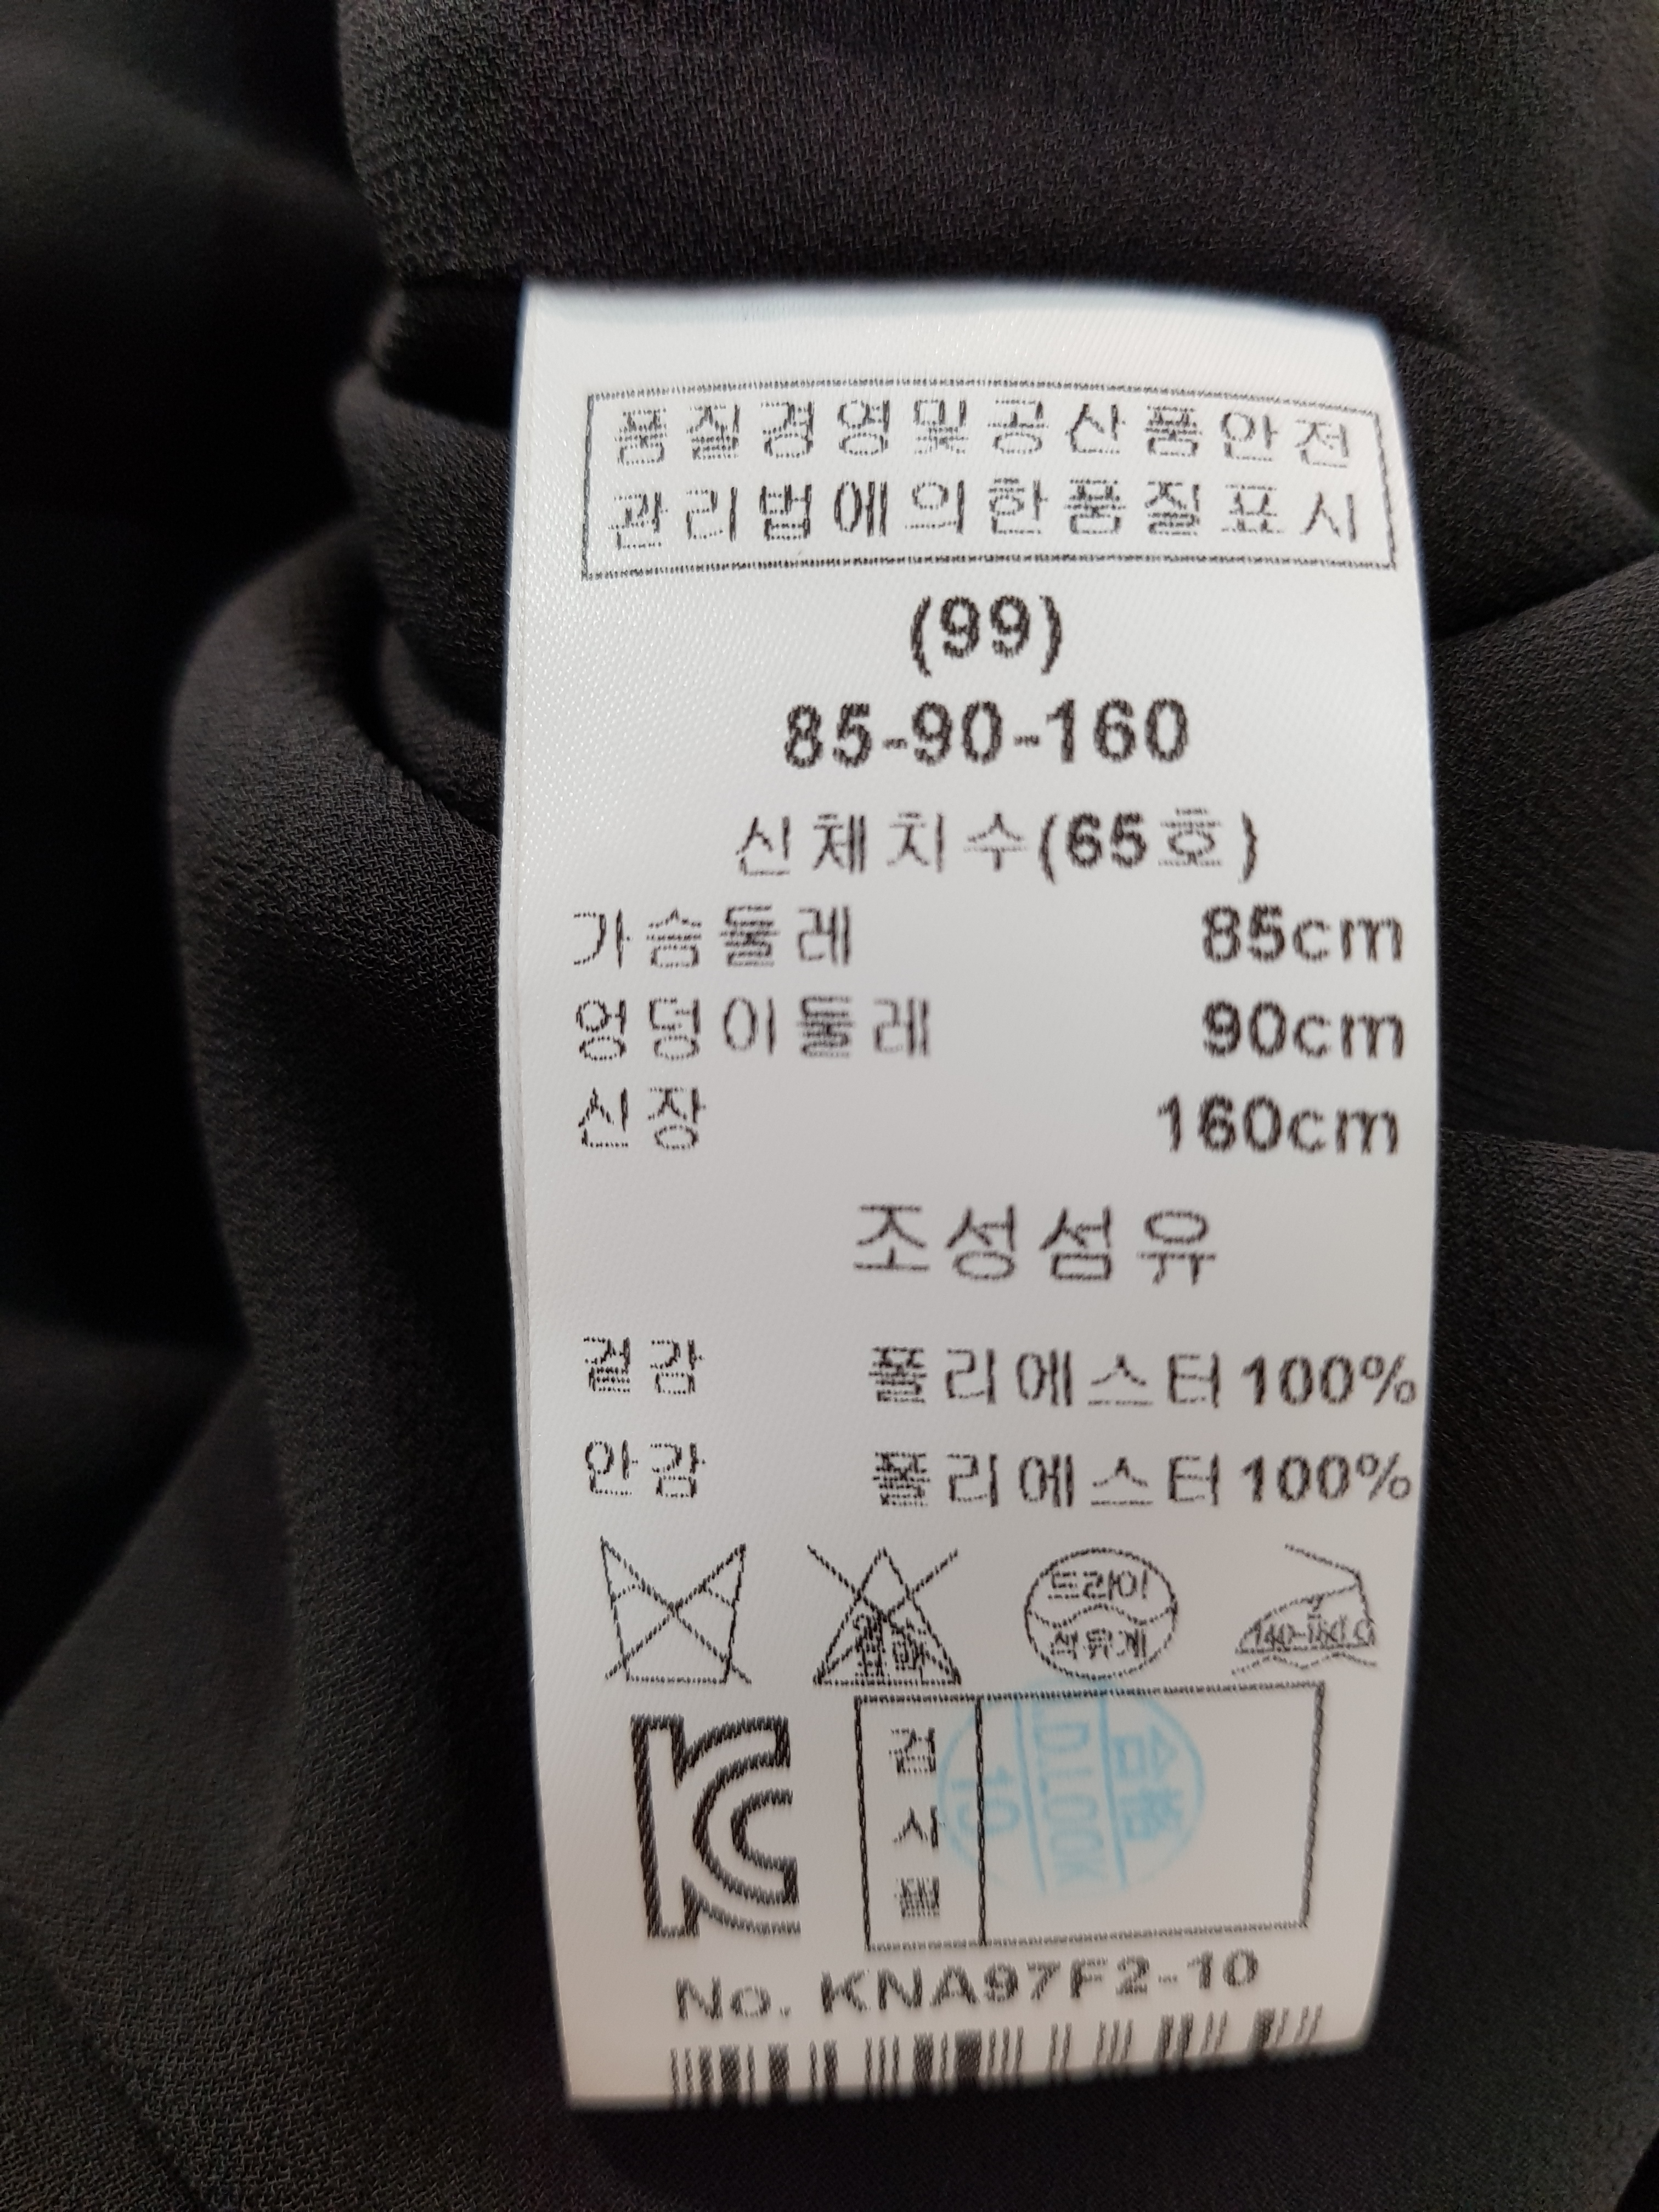 품질경영및공산품안전
관리법에의한품질표시
(99)
85-90-160
신체치수(65호)
가슴둘레 85cm
엉덩이둘레 90cm
신장 160cm
조성섬유
겉감 폴리에스터100%
안감 폴리에스터100%
드라이
석유계
검사필
합격
10
No. KNA97F2-10